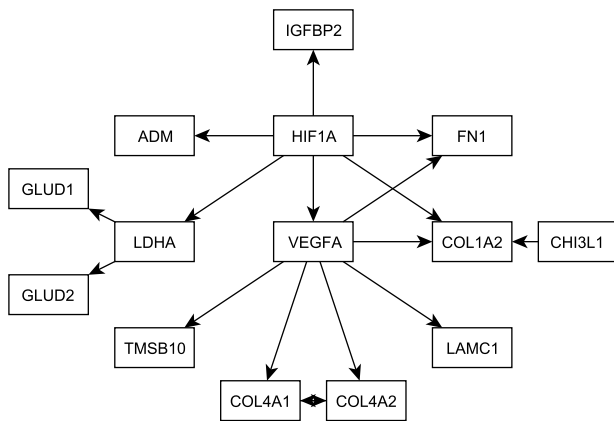 IGFBP2
ADM
HIF1A
FN1
GLUD1
LDHA
VEGFA
COL1A2
CHI3L1
GLUD2
TMSB10
LAMC1
COL4A1
COL4A2